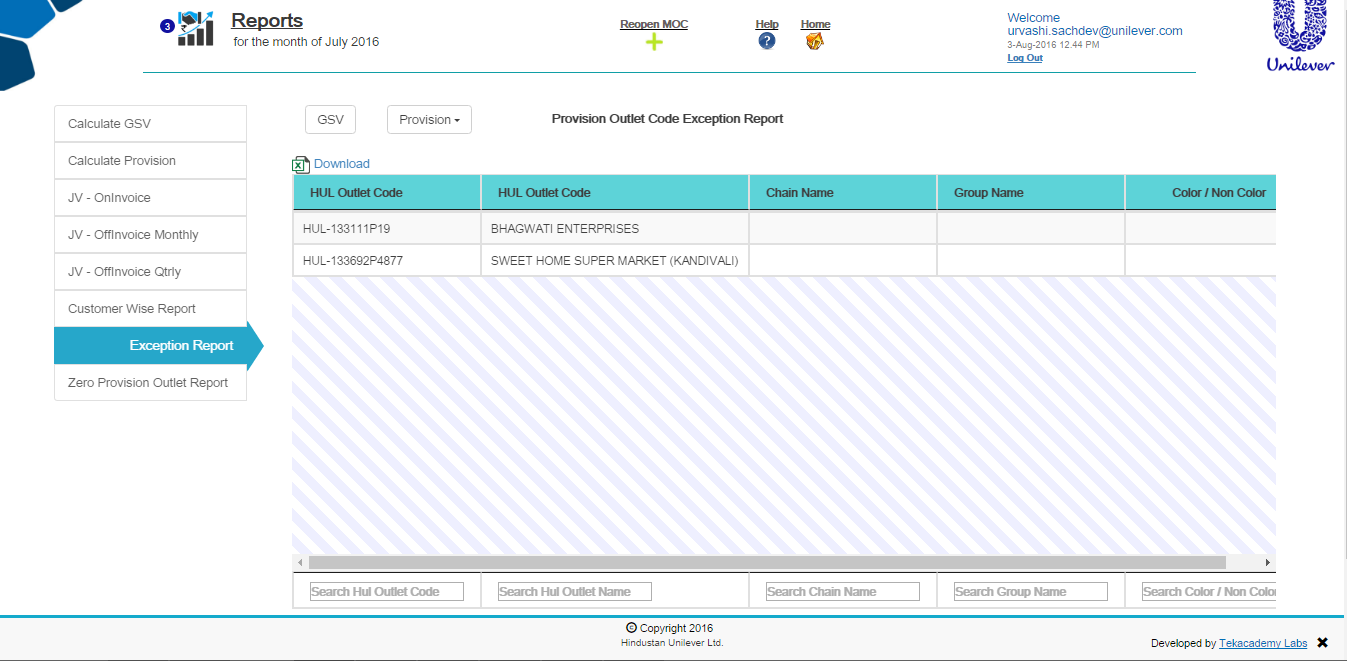 3
Reports
for the month of July 2016
Reopen MOC
Help
Home
Welcome
urvashi.sachdev@unilever.com
3-Aug-2016 12.44 PM
Log Out
Unilever
Calculate GSV
Calculate Provision
JV - OnInvoice
JV - OffInvoice Monthly
JV - OffInvoice Qtrly
Customer Wise Report
Exception Report
Zero Provision Outlet Report
GSV
Provision
Provision Outlet Code Exception Report
Download
HUL Outlet Code HUL Outlet Code Chain Name Group Name Color / Non Color
HUL-133111P19 BHAGWATI ENTERPRISES
HUL-133692P4877 SWEET HOME SUPER MARKET (KANDIVALI)
Search Hul Outlet Code Search Hul Outlet Name Search Chain Name Search Group Name Search Color / Non Color
© Copyright 2016
Hindustan Unilever Ltd.
Developed by Tekacademy Labs